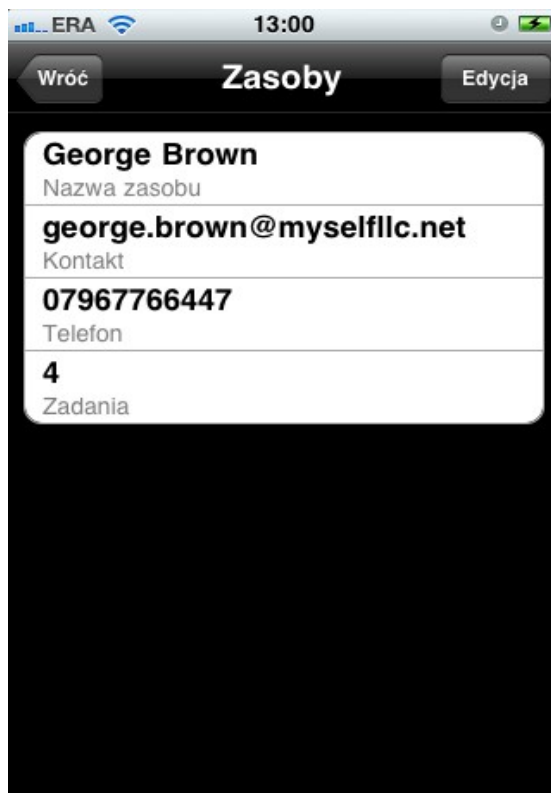 ERA 13:00
Wróć Zasoby Edycja
George Brown
Nazwa zasobu
george.brown@myselfllc.net
Kontakt
07967766447
Telefon
4
Zadania